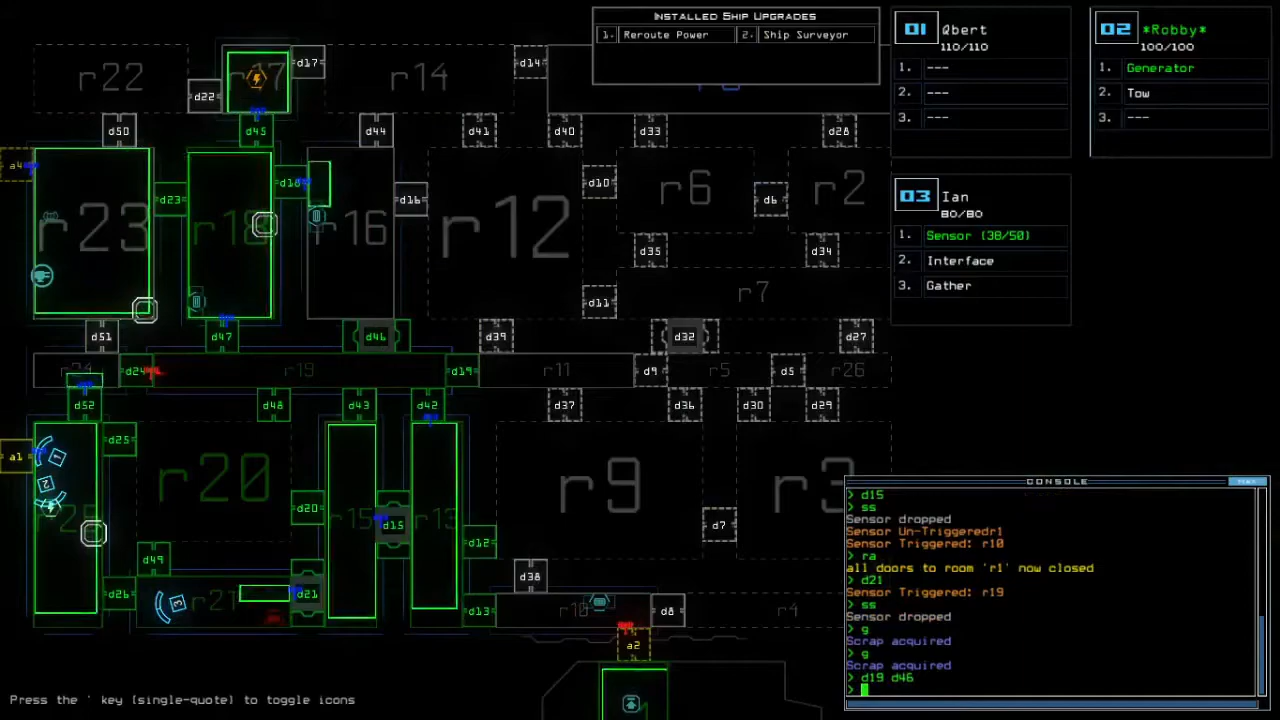 Installed Ship Upgrades
1. Reroute Power 2. Ship Surveyor
01 Qbert
110/110
1. ---
2. ---
3. ---
02 *Robby*
100/100
1. Generator
2. Tow
3. ---
03 Ian
80/80
1. Sensor (38/50)
2. Interface
3. Gather
r22 d22 r17 d17 r14 d14
d50 d45 d44 d41 d40 d33 d28
a4 r23 d23 r18 d18 r16 d16 r12 d10 r6 d6 r2
d35 d34
d11 r7
d51 d47 d46 d39 d32 d27
r24 d24 r19 d19 r11 d9 r5 d5 r26
d52 d48 d43 d42 d37 d36 d30 d29
a1 1 2 d25 r20 d20 r15 d15 r13 d12 r9 d7 r3
d49 d38
d26 3 r21 d21 d13 r10 d8 r4
a2
CONSOLE
> d15
> ss
Sensor dropped
Sensor Un-Triggeredr1
Sensor Triggered: r10
> ra
all doors to room 'r1' now closed
> d21
Sensor Triggered: r19
> ss
Sensor dropped
> g
Scrap acquired
> g
Scrap acquired
> d19 d46
>
Press the ' key (single-quote) to toggle icons